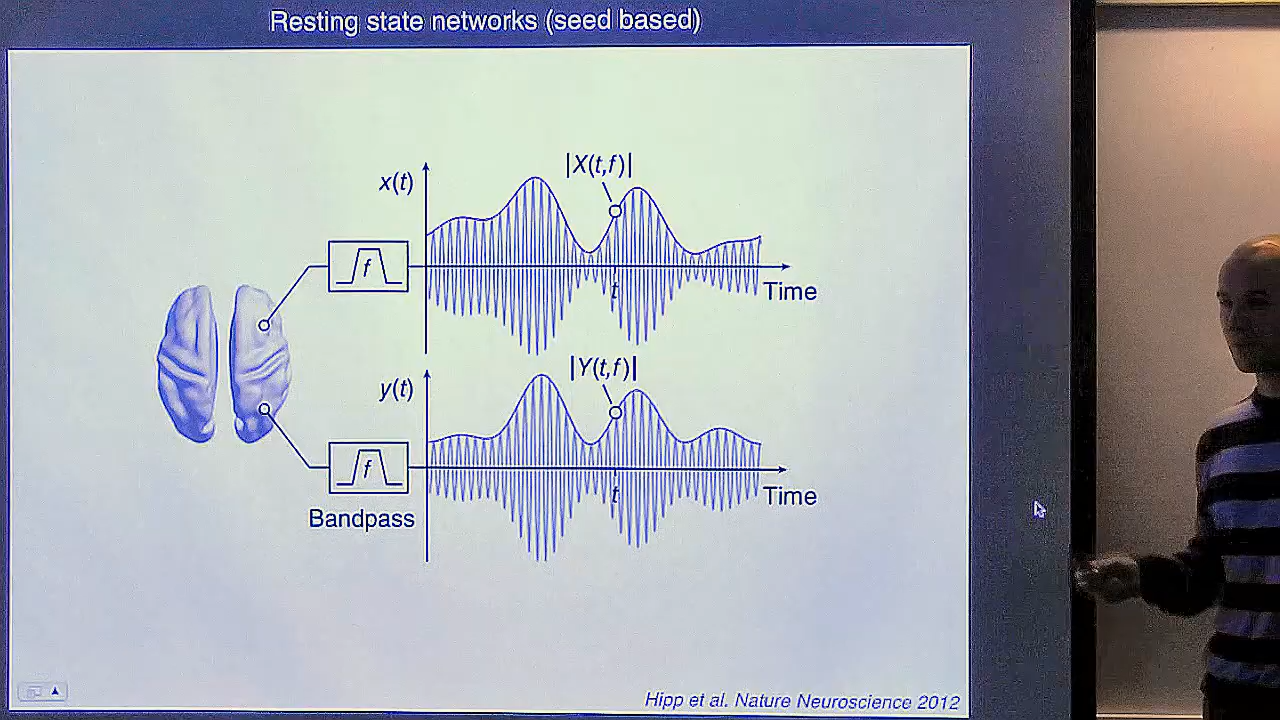 Resting state networks (seed based)
|X(t,f)|
x(t)
f
t
Time
|Y(t,f)|
y(t)
f
t
Time
Bandpass
Hipp et al. Nature Neuroscience 2012